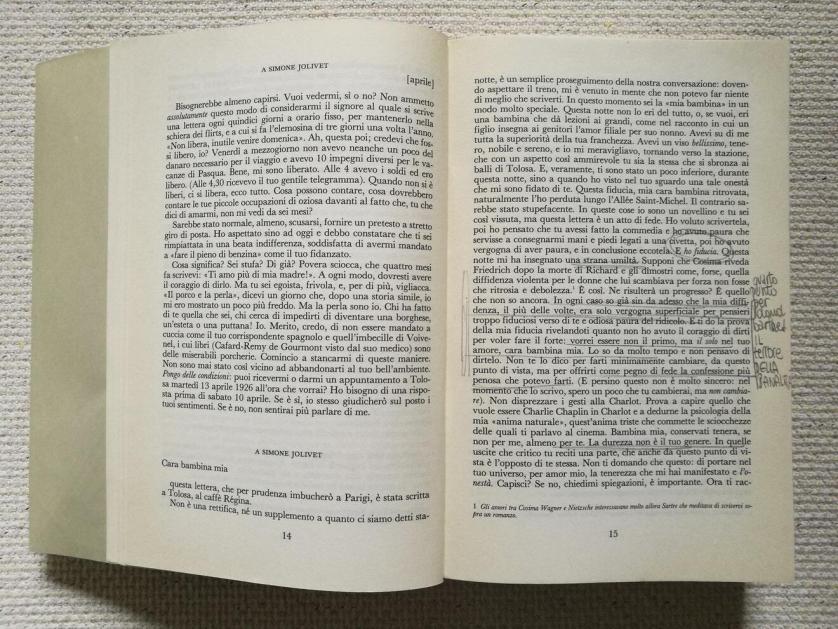 A SIMONE JOLIVET
[aprile]
Bisognerebbe almeno capirsi. Vuoi vedermi, sì o no? Non ammetto
assolutamente questo modo di considerarmi il signore al quale si scrive
una lettera ogni quindici giorni a orario fisso, per mantenerlo nella
schiera dei flirts, e a cui si fa l'elemosina di tre giorni una volta l'anno.
«Non libera, inutile venire domenica». Ah, questa poi; credevi che fos-
si libero, io? Venerdì a mezzogiorno non avevo neanche un poco del
danaro necessario per il viaggio e avevo 10 impegni diversi per le va-
canze di Pasqua. Bene, mi sono liberato. Alle 4 avevo i soldi ed ero
libero. (Alle 4,30 ricevevo il tuo gentile telegramma). Quando non si è
liberi, ci si libera, ecco tutto. Cosa possono contare, cosa dovrebbero
contare le tue piccole occupazioni di oziosa davanti al fatto che, tu che
dici di amarmi, non mi vedi da sei mesi?
Sarebbe stato normale, almeno, scusarsi, fornire un pretesto a stretto
giro di posta. Ho aspettato sino ad oggi e debbo constatare che ti sei
rimpiattata in una beata indifferenza, soddisfatta di avermi mandato
a «fare il pieno di benzina» come il tuo fidanzato.
Cosa significa? Sei stufa? Di già? Povera sciocca, che quattro mesi
fa scrivevi: «Ti amo più di mia madre!». A ogni modo, dovresti avere
il coraggio di dirlo. Ma tu sei egoista, frivola, e, per di più, vigliacca.
«Il porco e la perla», dicevi un giorno che, dopo una storia simile, io
mi ero mostrato un poco più freddo. Ma la perla sono io. Chi ha fatto
di te quella che sei, chi cerca di impedirti di diventare una borghese,
un'esteta o una puttana? Io. Merito, credo, di non essere mandato a
cuccia come il tuo corrispondente spagnolo e quell'imbecille di Voive-
nel, i cui libri (Cafard-Remy de Gourmont visto dal suo medico) sono
delle miserabili porcherie. Comincio a stancarmi di queste maniere.
Non sono mai stato così vicino ad abbandonarti al tuo bell'ambiente.
Pongo delle condizioni: puoi ricevermi o darmi un appuntamento a Tolo-
sa martedì 13 aprile 1926 all'ora che vorrai? Ho bisogno di una rispo-
sta prima di sabato 10 aprile. Se è sì, io stesso giudicherò sul posto i
tuoi sentimenti. Se è no, non sentirai più parlare di me.
A SIMONE JOLIVET
Cara bambina mia
questa lettera, che per prudenza imbucherò a Parigi, è stata scritta
a Tolosa, al caffè Régina.
Non è una rettifica, né un supplemento a quanto ci siamo detti sta-
14
notte, è un semplice proseguimento della nostra conversazione: doven-
do aspettare il treno, mi è venuto in mente che non potevo far niente
di meglio che scriverti. In questo momento sei la «mia bambina» in un
modo molto speciale. Questa notte non lo eri del tutto, o, se vuoi, eri
una bambina che dà lezioni ai grandi, come nel racconto in cui un
figlio insegna ai genitori l'amor filiale per suo nonno. Avevi su di me
tutta la superiorità della tua franchezza. Avevi un viso bellissimo, tene-
ro, nobile e sereno, e io mi meravigliavo, tornando verso la stazione,
che con un aspetto così ammirevole tu sia la stessa che si sbronza ai
balli di Tolosa. E, veramente, ti sono stato un poco inferiore, durante
questa notte, sino a quando ho visto nel tuo sguardo una tale onestà
che mi sono fidato di te. Questa fiducia, mia cara bambina ritrovata,
naturalmente l'ho perduta lungo l'Allée Saint-Michel. Il contrario sa-
rebbe stato stupefacente. In queste cose io sono un novellino e tu sei
così vissuta, ma questa lettera è un atto di fede. Ho voluto scrivertela,
poi ho pensato che tu avessi fatto la commedia e ho avuto paura che
servisse a consegnarmi mani e piedi legati a una civetta, poi ho avuto
vergogna di aver paura, e in conclusione eccotela. E ho fiducia. Questa
notte mi ha insegnato una strana umiltà. Supponi che Cosima riveda
Friedrich dopo la morte di Richard e gli dimostri come, forse, quella
diffidenza violenta per le donne che lui scambiava per forza non fosse
che ritrosia e debolezza.¹ È così. Ne risulterà un progresso? È quello
che non so ancora. In ogni caso so già sin da adesso che la mia diffi-
denza, il più delle volte, era solo vergogna superficiale per pensieri
troppo fiduciosi verso di te e odiosa paura del ridicolo. E ti do la prova
della mia fiducia rivelandoti quanto non ho avuto il coraggio di dirti
per voler fare il forte: vorrei essere non il primo, ma il solo nel tuo
amore, cara bambina mia. Lo so da molto tempo e non pensavo di
dirtelo. Non te lo dico per farti minimamente cambiare, da questo
punto di vista, ma per offrirti come pegno di fede la confessione più
penosa che potevo farti. (E persino questo non è molto sincero: nel
momento che lo scrivo, spero un poco che tu cambierai, ma non cambia-
re). Non disprezzare i gesti alla Charlot. Prova a capire quello che
vuole essere Charlie Chaplin in Charlot e a dedurne la psicologia della
mia «anima naturale», quest'anima triste che commette le sciocchezze
delle quali ti parlavo al cinema. Bambina mia, conservati tenera, se
non per me, almeno per te. La durezza non è il tuo genere. In quelle
uscite che critico tu reciti una parte, che anche da questo punto di vi-
sta è l'opposto di te stessa. Non ti domando che questo: di portare nel
tuo universo, per amor mio, la tenerezza che mi hai manifestato e l'o-
nestà. Capisci? Se no, chiedimi spiegazioni, è importante. Ora ti rac-
1 Gli amori tra Cosima Wagner e Nietzsche interessavano molto allora Sartre che meditava di scriverci so-
pra un romanzo.
15
punto
per
IL
DELLA